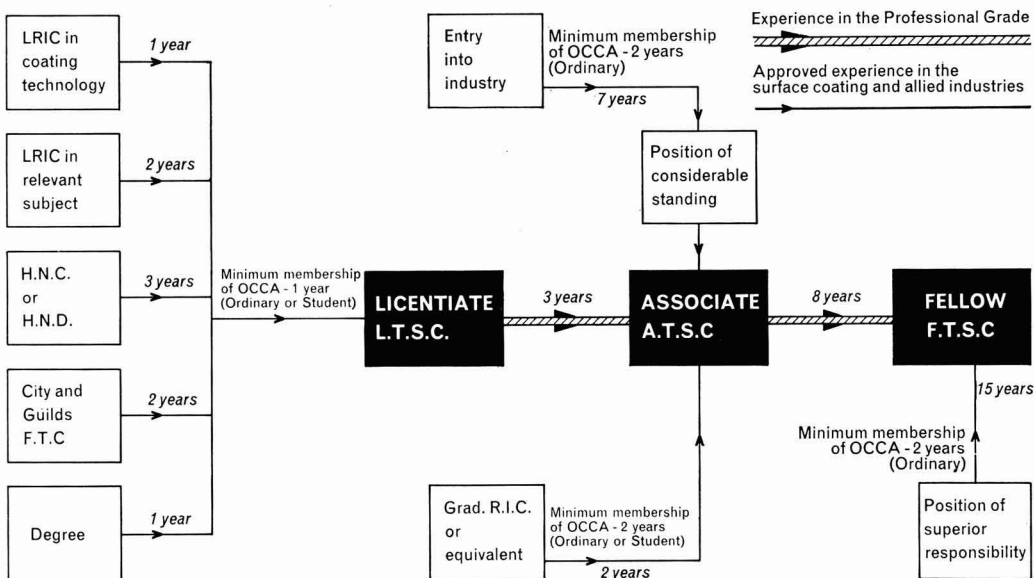 LRIC in
coating
technology
1 year
LRIC in
relevant
subject
2 years
H.N.C.
or
H.N.D.
3 years
City and
Guilds
F.T.C
2 years
Degree
1 year
Minimum membership
of OCCA - 1 year
(Ordinary or Student)
LICENTIATE
L.T.S.C.
3 years
Entry
into
industry
Minimum membership
of OCCA - 2 years
(Ordinary)
7 years
Position of
considerable
standing
ASSOCIATE
A.T.S.C
Grad. R.I.C.
or
equivalent
Minimum membership
of OCCA - 2 years
(Ordinary or Student)
2 years
8 years
FELLOW
F.T.S.C
15 years
Minimum membership
of OCCA - 2 years
(Ordinary)
Position of
superior
responsibility
Experience in the Professional Grade
Approved experience in the
surface coating and allied industries